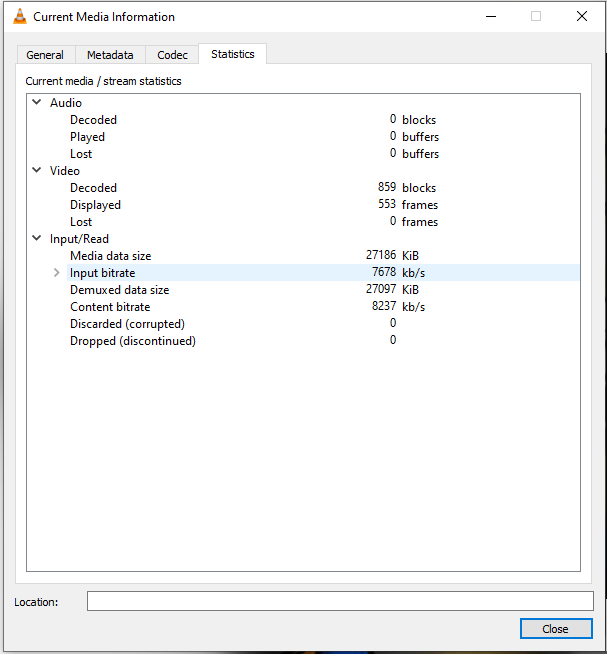 Current Media Information
General Metadata Codec Statistics
Current media / stream statistics
Audio
Decoded 0 blocks
Played 0 buffers
Lost 0 buffers
Video
Decoded 859 blocks
Displayed 553 frames
Lost 0 frames
Input/Read
Media data size 27186 KiB
Input bitrate 7678 kb/s
Demuxed data size 27097 KiB
Content bitrate 8237 kb/s
Discarded (corrupted) 0
Dropped (discontinued) 0
Location:
Close